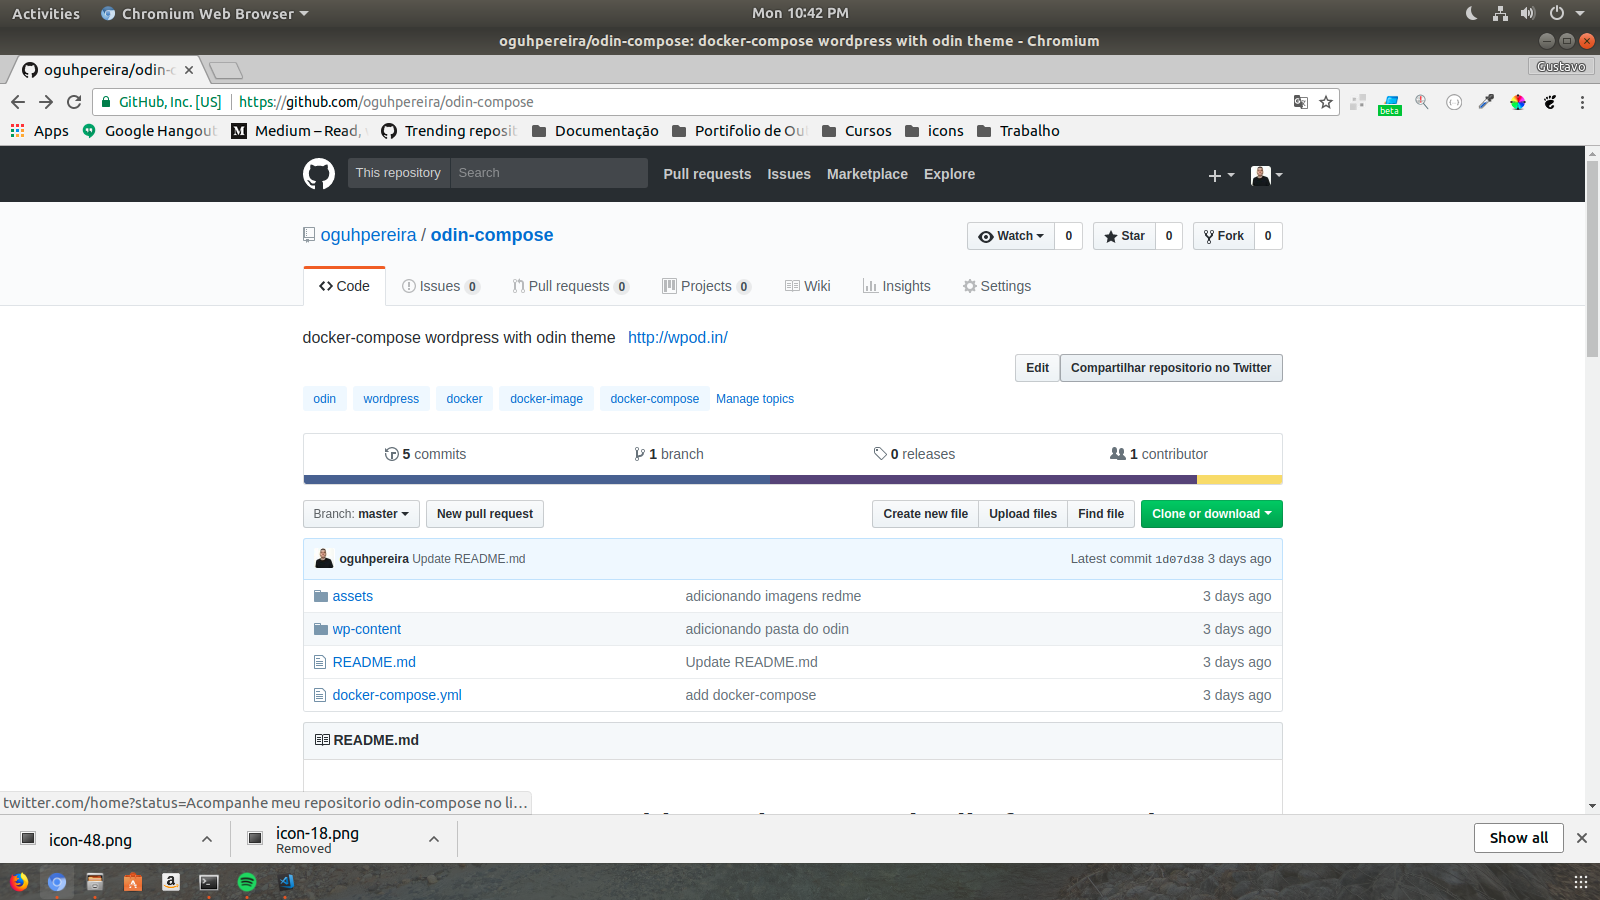 Activities
Chromium Web Browser
Mon 10:42 PM
oguhpereira/odin-compose: docker-compose wordpress with odin theme - Chromium
oguhpereira/odin-c
Gustavo
GitHub, Inc. [US]
https://github.com/oguhpereira/odin-compose
beta
Apps
Google Hangout
Medium – Read,
Trending reposit
Documentação
Portifolio de Ou
Cursos
icons
Trabalho
This repository
Search
Pull requests
Issues
Marketplace
Explore
oguhpereira / odin-compose
Watch
0
Star
0
Fork
0
Code
Issues 0
Pull requests 0
Projects 0
Wiki
Insights
Settings
docker-compose wordpress with odin theme http://wpod.in/
Edit
Compartilhar repositorio no Twitter
odin
wordpress
docker
docker-image
docker-compose
Manage topics
5 commits
1 branch
0 releases
1 contributor
Branch: master
New pull request
Create new file
Upload files
Find file
Clone or download
oguhpereira Update README.md
Latest commit 1d07d38 3 days ago
assets
adicionando imagens redme
3 days ago
wp-content
adicionando pasta do odin
3 days ago
README.md
Update README.md
3 days ago
docker-compose.yml
add docker-compose
3 days ago
README.md
twitter.com/home?status=Acompanhe meu repositorio odin-compose no li…
icon-48.png
icon-18.png
Removed
Show all